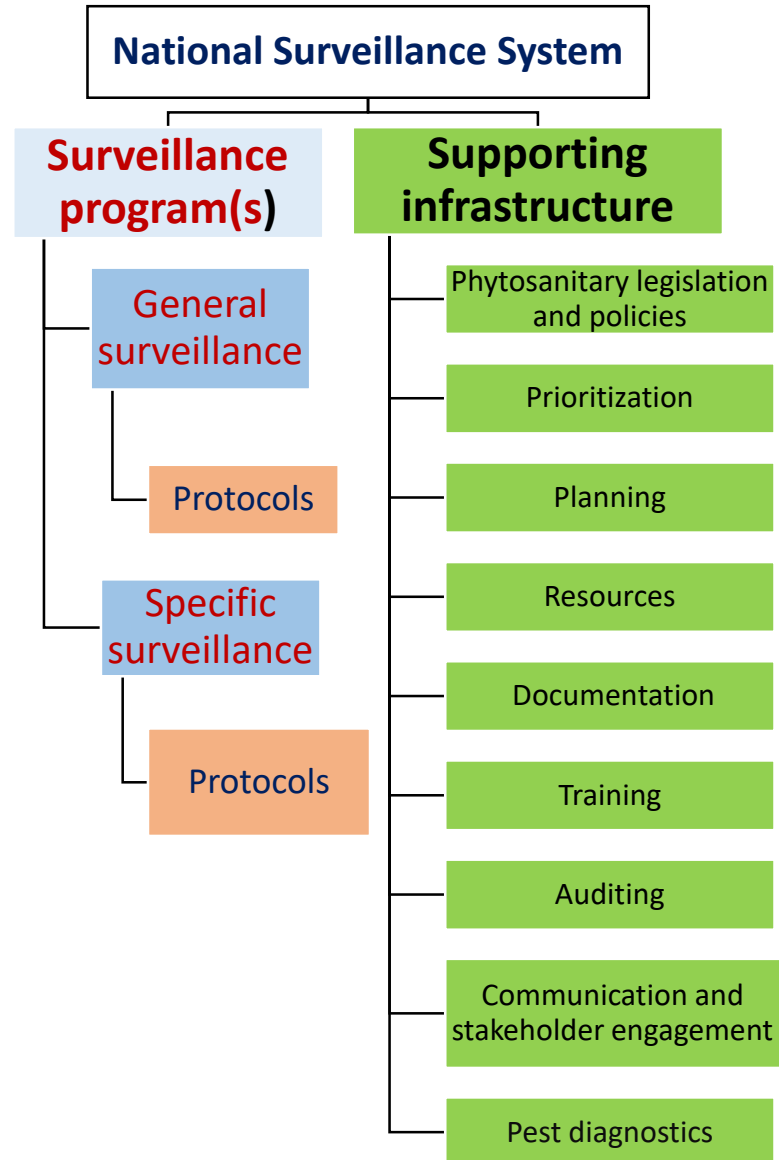 National Surveillance System
Surveillance
program(s)
General
surveillance
Protocols
Specific
surveillance
Protocols
Supporting
infrastructure
Phytosanitary legislation
and policies
Prioritization
Planning
Resources
Documentation
Training
Auditing
Communication and
stakeholder engagement
Pest diagnostics